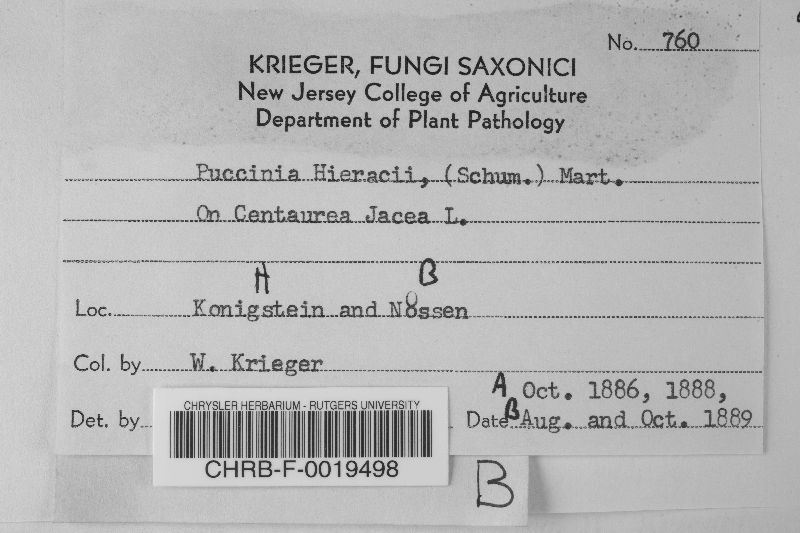 No. 760
KRIEGER, FUNGI SAXONICI
New Jersey College of Agriculture
Department of Plant Pathology
Puccinia Hieracii, (Schum.) Mart.
On Centaurea Jacea L.
A B
Loc. Konigstein and Nossen
Col. by W. Krieger
A Oct. 1886, 1888,
Det. by Date B Aug. and Oct. 1889
CHRYSLER HERBARIUM - RUTGERS UNIVERSITY
CHRB-F-0019498
B